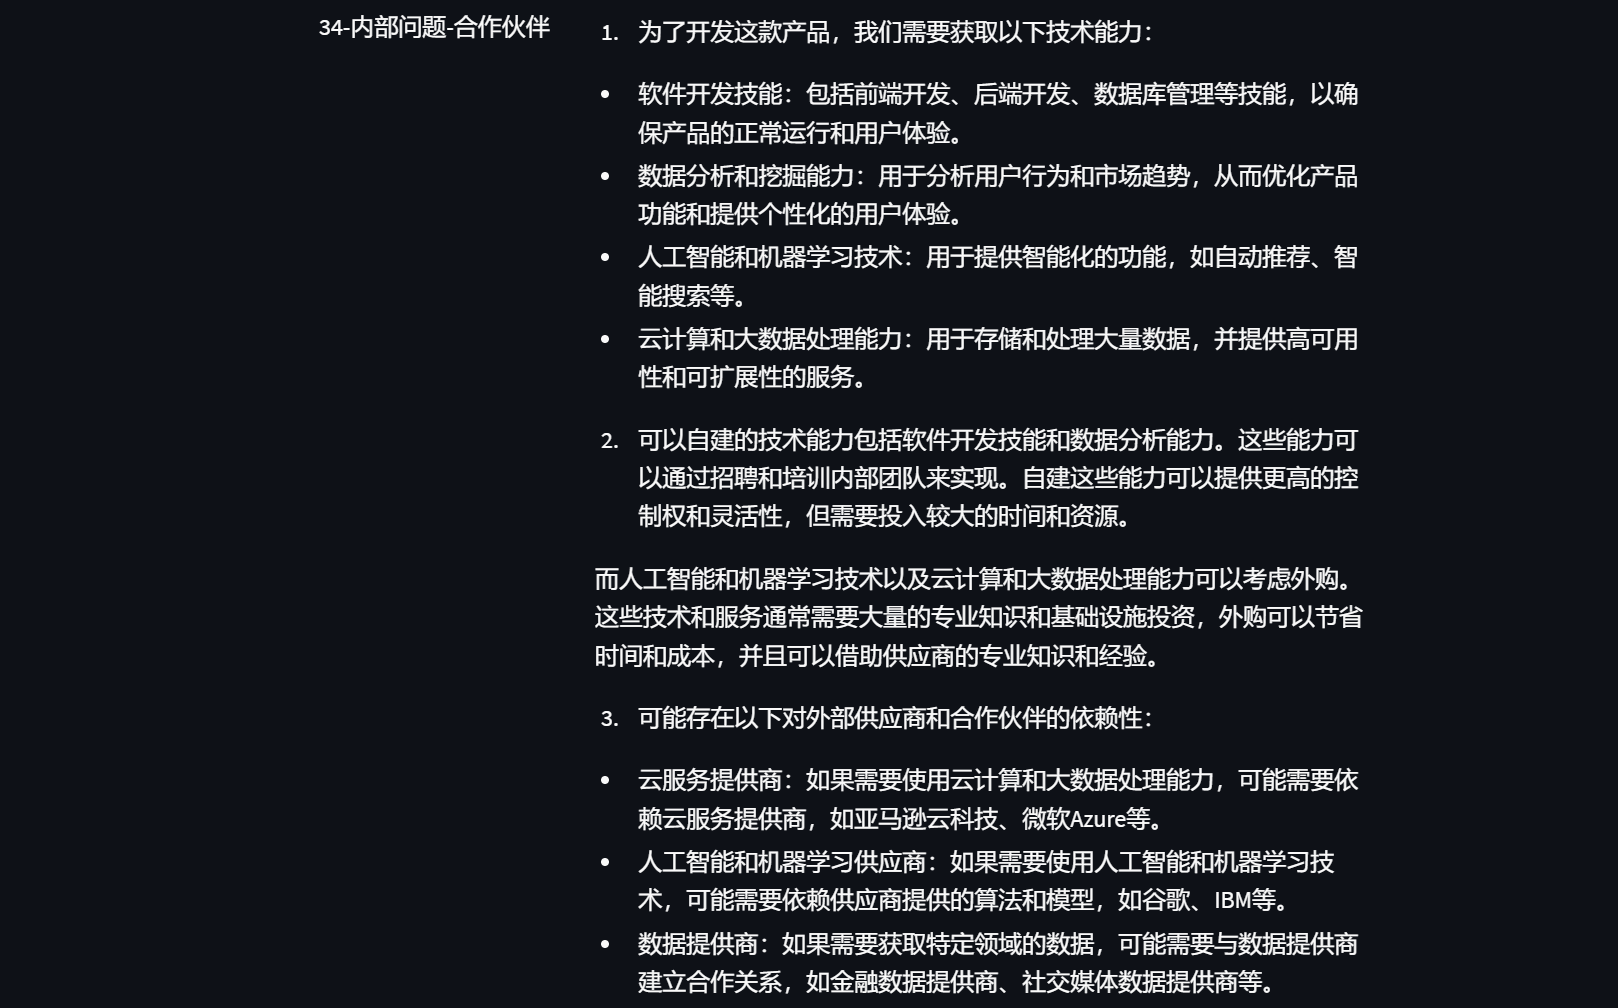 34-内部问题-合作伙伴
1. 为了开发这款产品，我们需要获取以下技术能力：
• 软件开发技能：包括前端开发、后端开发、数据库管理等技能，以确
保产品的正常运行和用户体验。
• 数据分析和挖掘能力：用于分析用户行为和市场趋势，从而优化产品
功能和提供个性化的用户体验。
• 人工智能和机器学习技术：用于提供智能化的功能，如自动推荐、智
能搜索等。
• 云计算和大数据处理能力：用于存储和处理大量数据，并提供高可用
性和可扩展性的服务。
2. 可以自建的技术能力包括软件开发技能和数据分析能力。这些能力可
以通过招聘和培训内部团队来实现。自建这些能力可以提供更高的控
制权和灵活性，但需要投入较大的时间和资源。
而人工智能和机器学习技术以及云计算和大数据处理能力可以考虑外购。
这些技术和服务通常需要大量的专业知识和基础设施投资，外购可以节省
时间和成本，并且可以借助供应商的专业知识和经验。
3. 可能存在以下对外部供应商和合作伙伴的依赖性：
• 云服务提供商：如果需要使用云计算和大数据处理能力，可能需要依
赖云服务提供商，如亚马逊云科技、微软Azure等。
• 人工智能和机器学习供应商：如果需要使用人工智能和机器学习技
术，可能需要依赖供应商提供的算法和模型，如谷歌、IBM等。
• 数据提供商：如果需要获取特定领域的数据，可能需要与数据提供商
建立合作关系，如金融数据提供商、社交媒体数据提供商等。